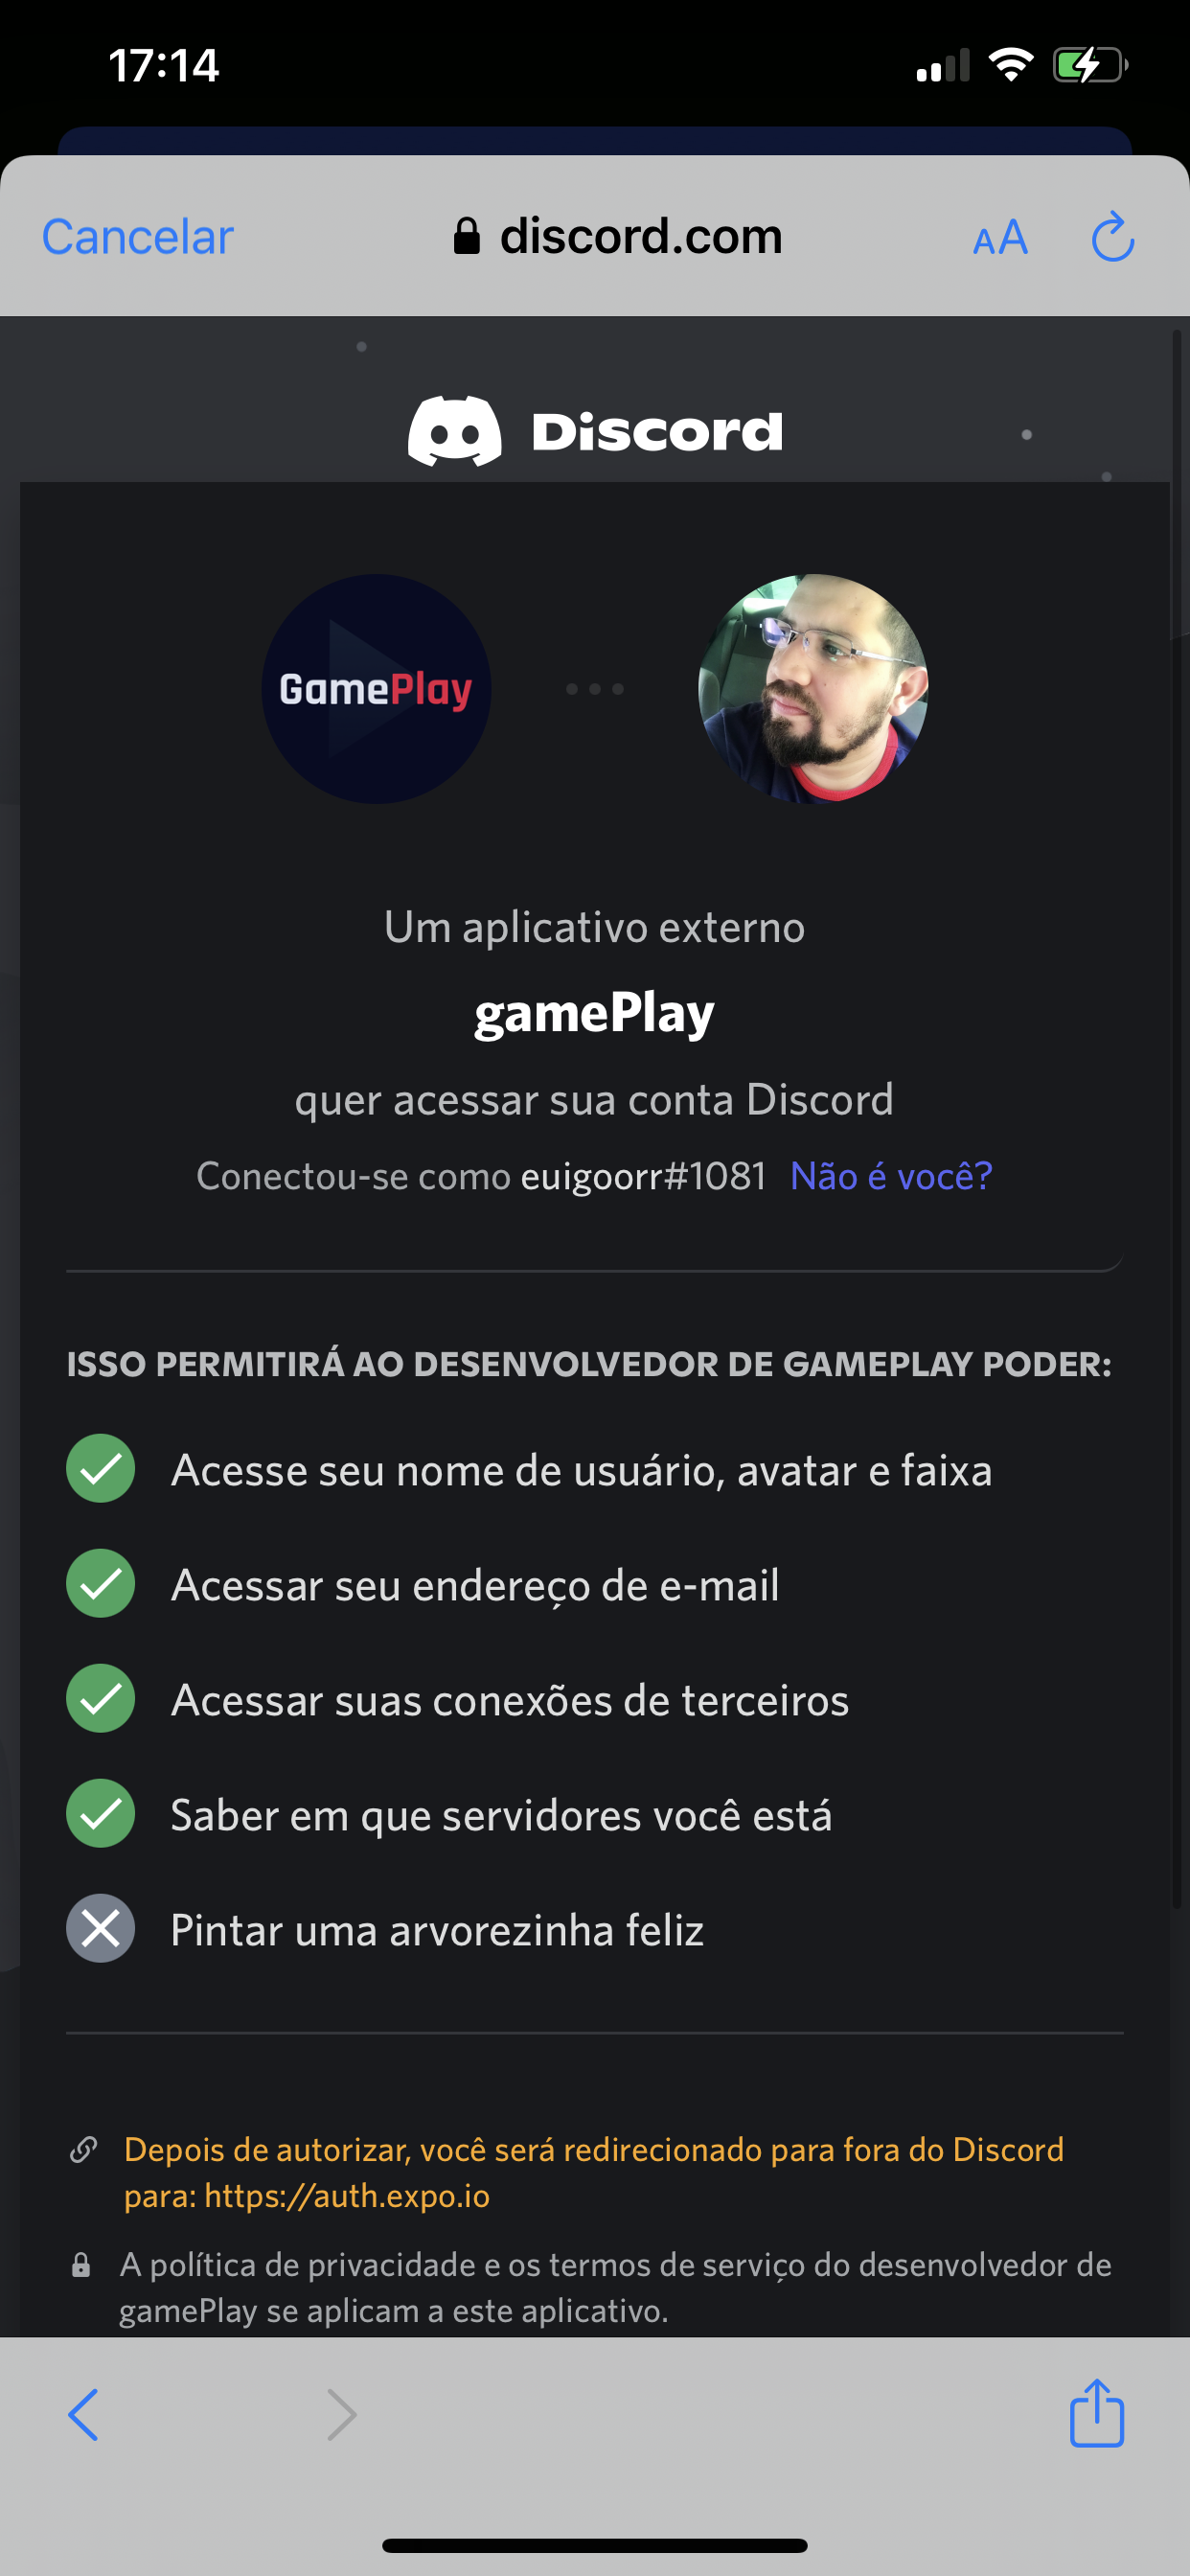 17:14
Cancelar discord.com AA
Discord
GamePlay
Um aplicativo externo
gamePlay
quer acessar sua conta Discord
Conectou-se como euigoorr#1081 Não é você?
ISSO PERMITIRÁ AO DESENVOLVEDOR DE GAMEPLAY PODER:
Acesse seu nome de usuário, avatar e faixa
Acessar seu endereço de e-mail
Acessar suas conexões de terceiros
Saber em que servidores você está
Pintar uma arvorezinha feliz
Depois de autorizar, você será redirecionado para fora do Discord
para: https://auth.expo.io
A política de privacidade e os termos de serviço do desenvolvedor de
gamePlay se aplicam a este aplicativo.